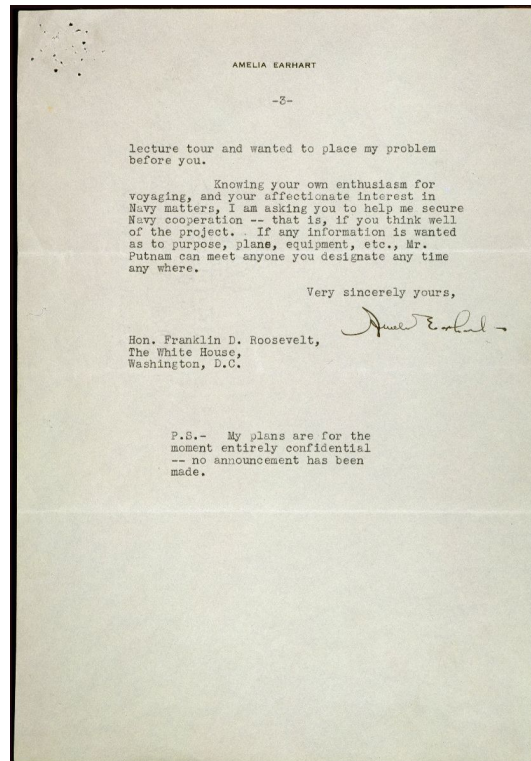 AMELIA EARHART
-3-
lecture tour and wanted to place my problem
before you.
Knowing your own enthusiasm for
voyaging, and your affectionate interest in
Navy matters, I am asking you to help me secure
Navy cooperation -- that is, if you think well
of the project. . If any information is wanted
as to purpose, plans, equipment, etc., Mr.
Putnam can meet anyone you designate any time
any where.
Very sincerely yours,
Amelia Earhart
Hon. Franklin D. Roosevelt,
The White House,
Washington, D.C.
P.S.- My plans are for the
moment entirely confidential
-- no announcement has been
made.